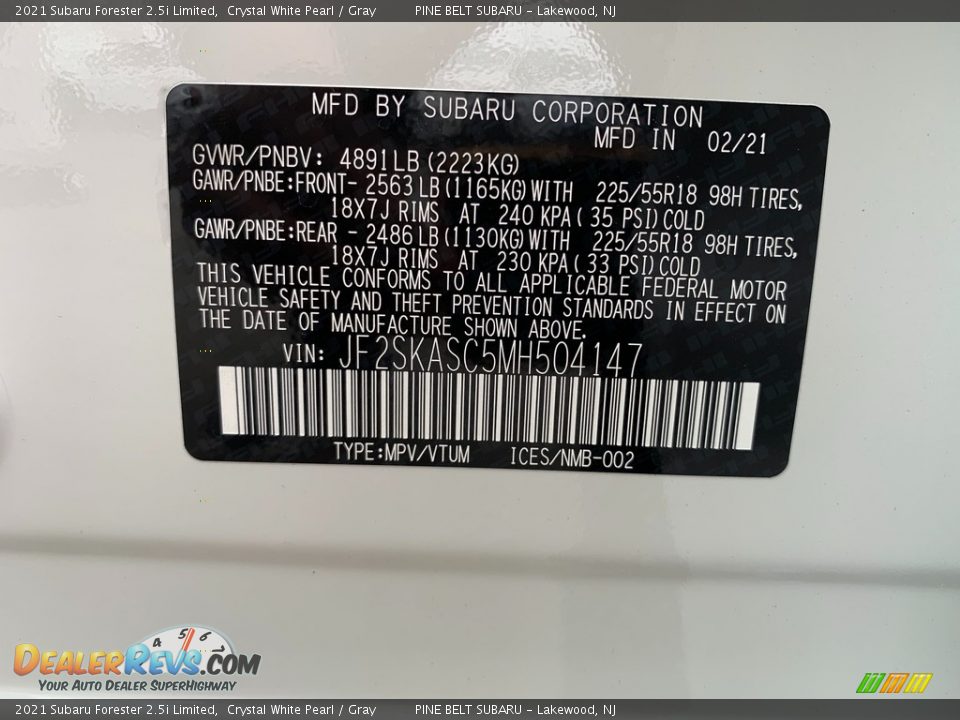 2021 Subaru Forester 2.5i Limited, Crystal White Pearl / Gray PINE BELT SUBARU - Lakewood, NJ
MFD BY SUBARU CORPORATION
MFD IN 02/21
GVWR/PNBV: 4891LB (2223KG)
GAWR/PNBE:FRONT- 2563 LB (1165KG) WITH 225/55R18 98H TIRES,
18X7J RIMS AT 240 KPA ( 35 PSI) COLD
GAWR/PNBE:REAR - 2486 LB (1130KG) WITH 225/55R18 98H TIRES,
18X7J RIMS AT 230 KPA ( 33 PSI) COLD
THIS VEHICLE CONFORMS TO ALL APPLICABLE FEDERAL MOTOR
VEHICLE SAFETY AND THEFT PREVENTION STANDARDS IN EFFECT ON
THE DATE OF MANUFACTURE SHOWN ABOVE.
VIN: JF2SKASC5MH504147
TYPE:MPV/VTUM ICES/NMB-002
4 5 6 7
DEALERREVS.COM
YOUR AUTO DEALER SUPERHIGHWAY
2021 Subaru Forester 2.5i Limited, Crystal White Pearl / Gray PINE BELT SUBARU - Lakewood, NJ